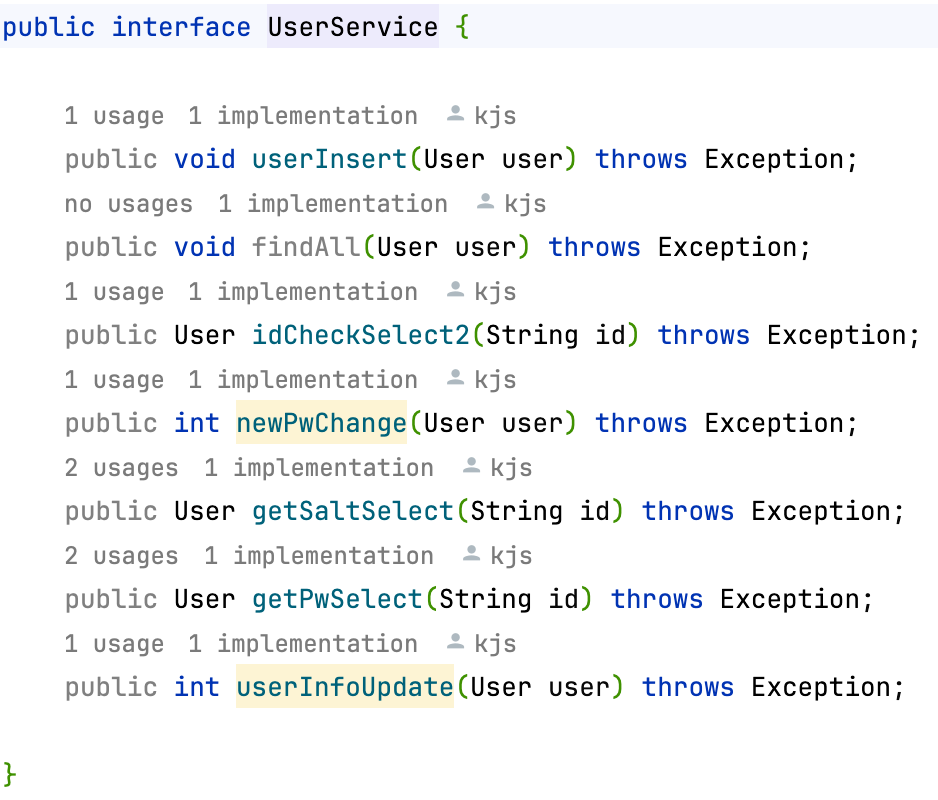 public interface UserService {
1 usage 1 implementation kjs
public void userInsert(User user) throws Exception;
no usages 1 implementation kjs
public void findAll(User user) throws Exception;
1 usage 1 implementation kjs
public User idCheckSelect2(String id) throws Exception;
1 usage 1 implementation kjs
public int newPwChange(User user) throws Exception;
2 usages 1 implementation kjs
public User getSaltSelect(String id) throws Exception;
2 usages 1 implementation kjs
public User getPwSelect(String id) throws Exception;
1 usage 1 implementation kjs
public int userInfoUpdate(User user) throws Exception;
}